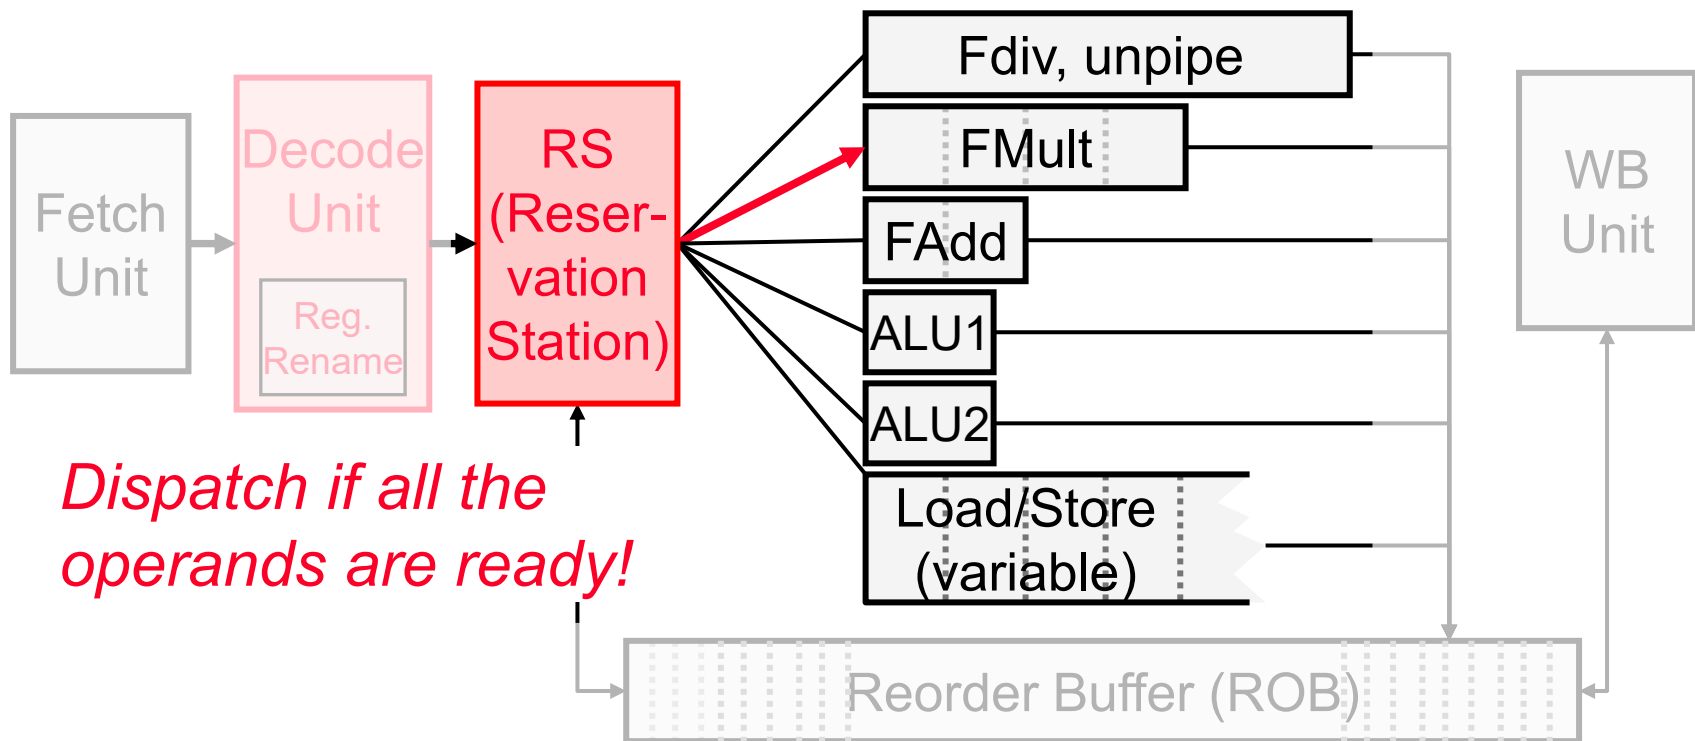 Fetch
Unit
Decode
Unit
Reg.
Rename
RS
(Reser-
vation
Station)
Fdiv, unpipe
FMult
FAdd
ALU1
ALU2
Load/Store
(variable)
WB
Unit
Dispatch if all the
operands are ready!
Reorder Buffer (ROB)